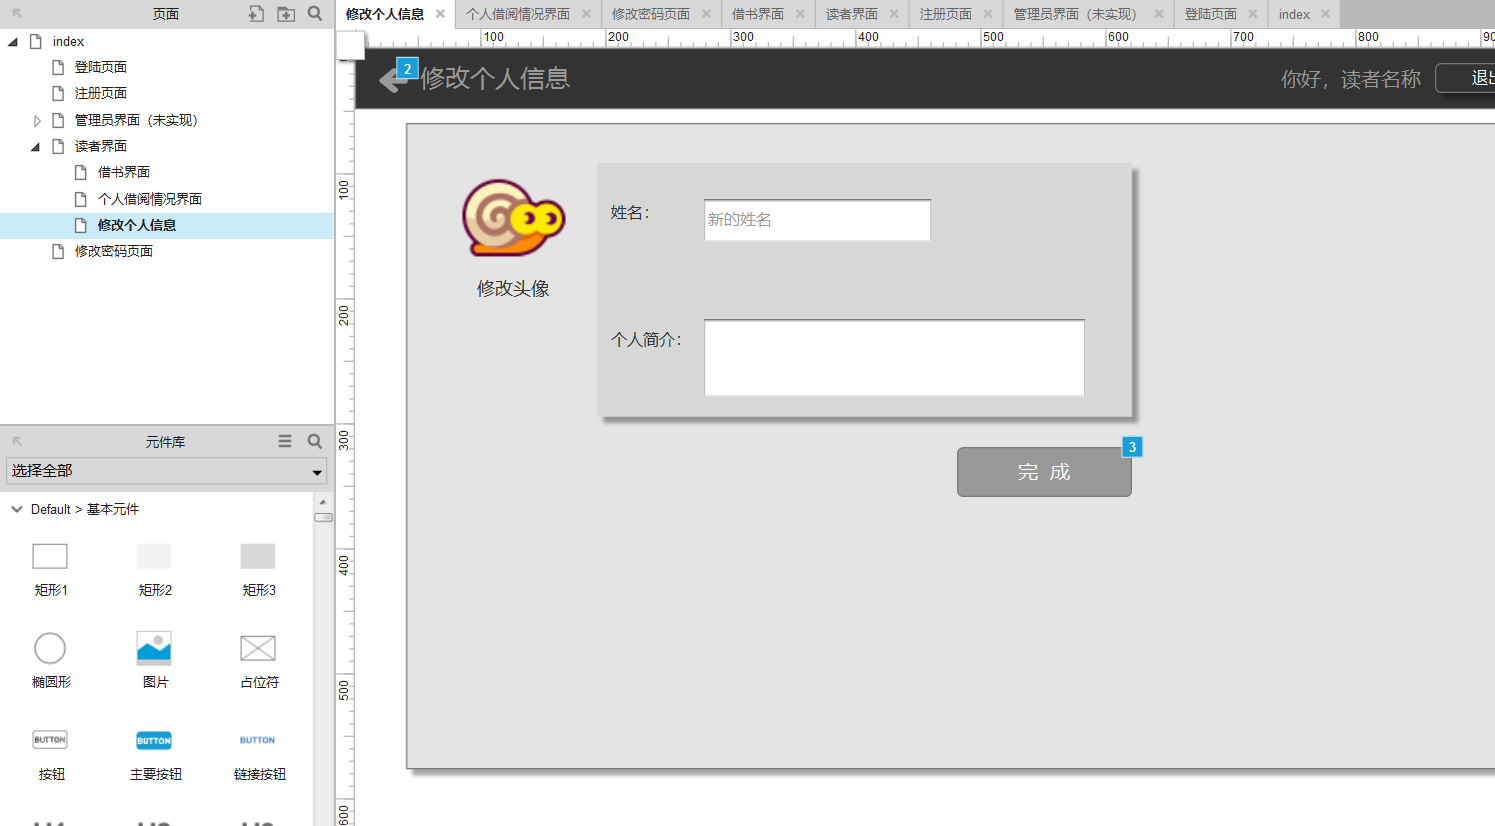 页面
修改个人信息 个人借阅情况界面 修改密码页面 借书界面 读者界面 注册页面 管理员界面（未实现） 登陆页面 index
index
登陆页面
注册页面
管理员界面（未实现）
读者界面
借书界面
个人借阅情况界面
修改个人信息
修改密码页面
元件库
选择全部
Default > 基本元件
矩形1 矩形2 矩形3
椭圆形 图片 占位符
BUTTON BUTTON BUTTON
按钮 主要按钮 链接按钮
100 200 300 400 500 600 700 800
100
200
300
400
500
600
2
修改个人信息 你好，读者名称
姓名：
新的姓名
修改头像
个人简介：
3
完 成